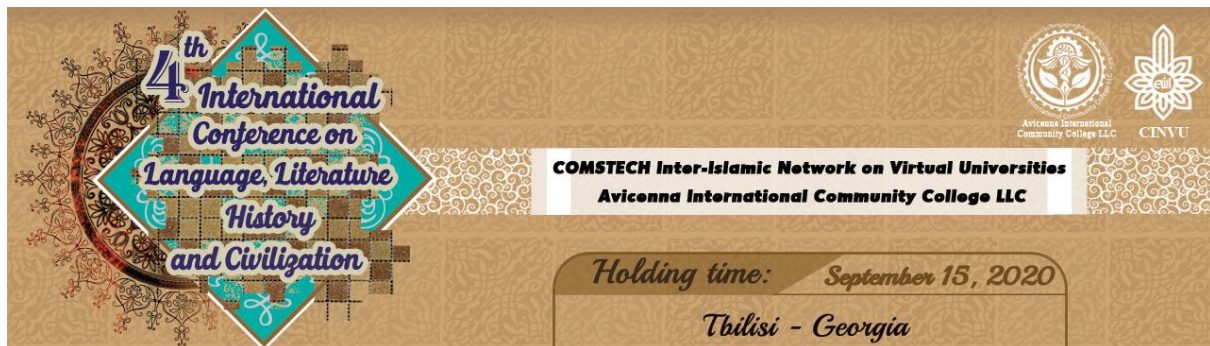 4th
International
Conference on
Language, Literature
History
and Civilization
Avicenna International
Community College LLC
CINVU
COMSTECH Inter-Islamic Network on Virtual Universities
Avicenna International Community College LLC
Holding time: September 15, 2020
Tbilisi - Georgia